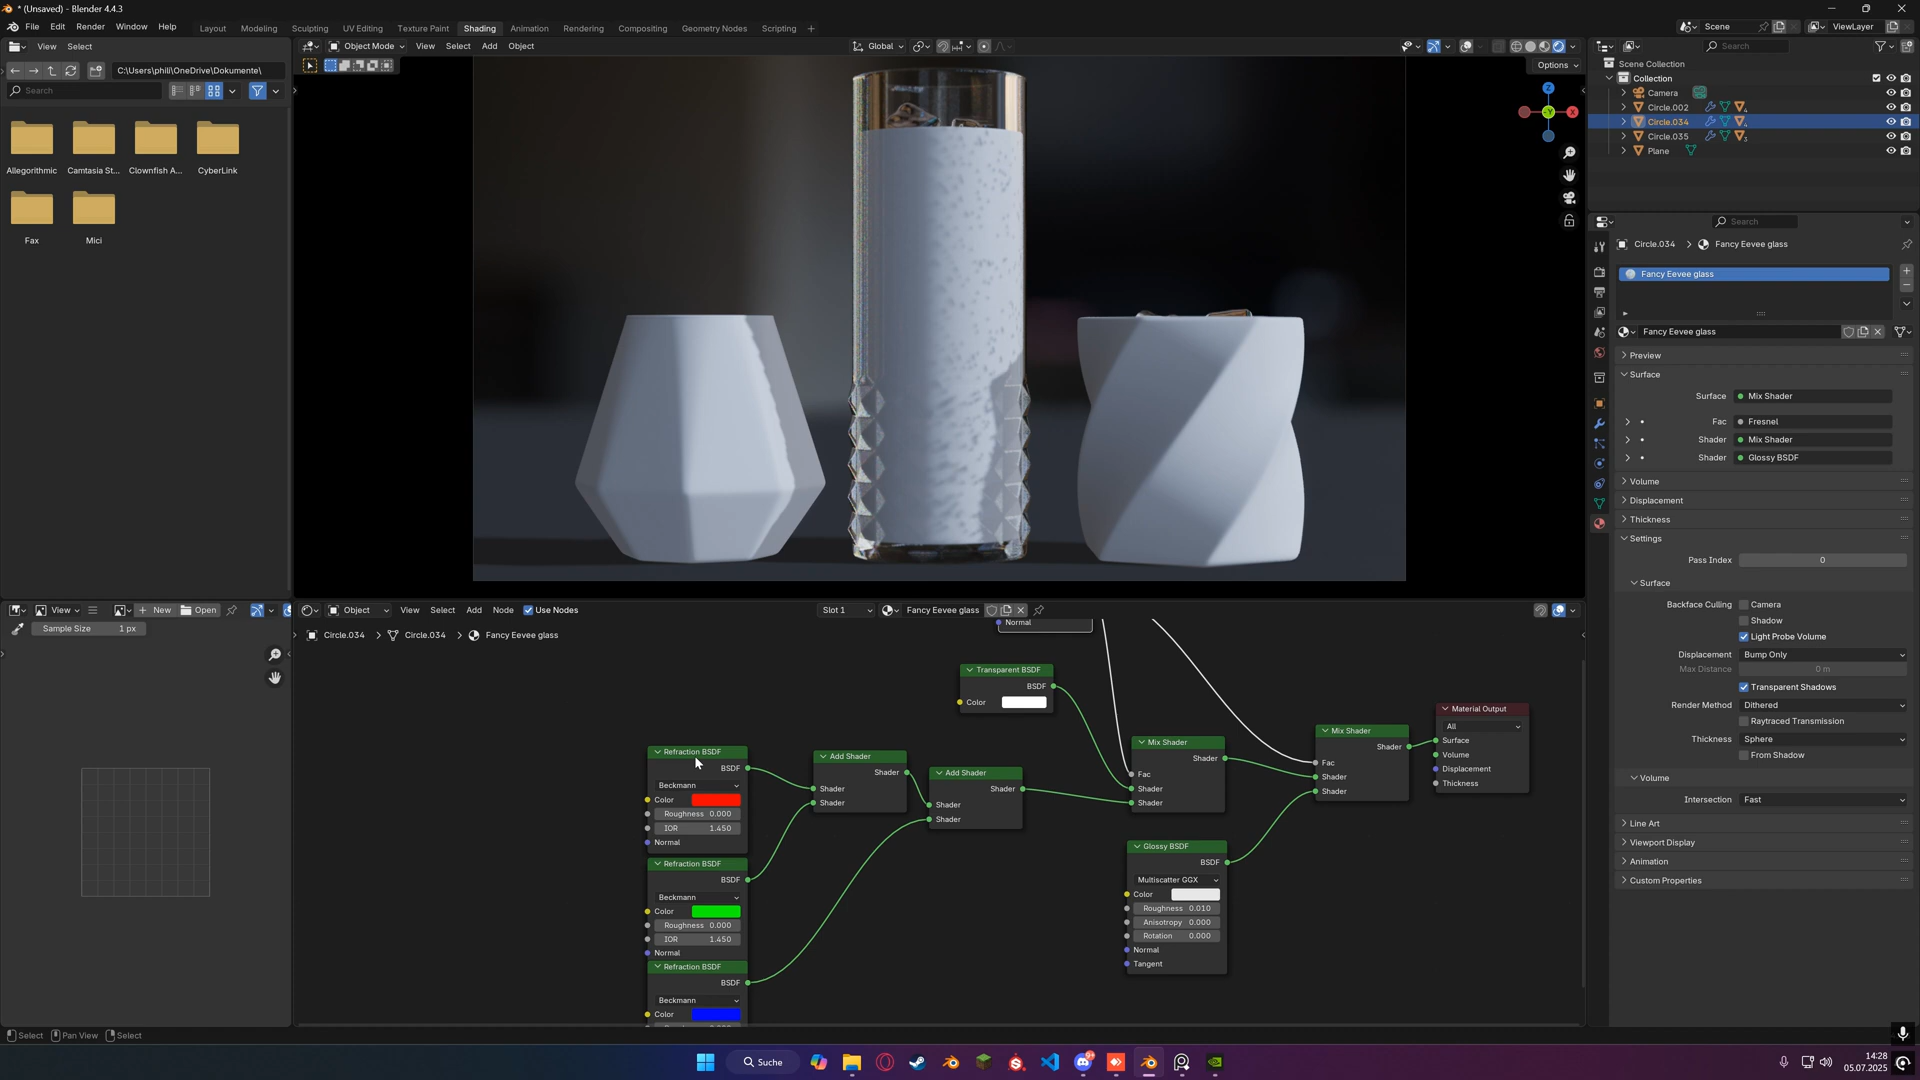 * (Unsaved) - Blender 4.4.3
File Edit Render Window Help
Layout Modeling Sculpting UV Editing Texture Paint Shading Animation Rendering Compositing Geometry Nodes Scripting +
Scene
ViewLayer
View Select
Object Mode View Select Add Object
Global
Search
Options
C:\Users\phili\OneDrive\Dokumente\
Search
Allegorithmic
Camtasia St...
Clownfish A...
CyberLink
Fax
Mici
Scene Collection
Collection
Camera
Circle.002
Circle.034
Circle.035
Plane
Z
Y
X
Search
Circle.034 > Fancy Eevee glass
Fancy Eevee glass
Fancy Eevee glass
Preview
Surface
Surface Mix Shader
Fac Fresnel
Shader Mix Shader
Shader Glossy BSDF
Volume
Displacement
Thickness
Settings
Pass Index 0
Surface
Backface Culling Camera
Shadow
Light Probe Volume
Displacement Bump Only
Max Distance 0 m
Transparent Shadows
Render Method Dithered
Raytraced Transmission
Thickness Sphere
From Shadow
Volume
Intersection Fast
Line Art
Viewport Display
Animation
Custom Properties
View New Open
Sample Size 1 px
Object View Select Add Node Use Nodes
Slot 1 Fancy Eevee glass
Circle.034 > Circle.034 > Fancy Eevee glass
Normal
Transparent BSDF
BSDF
Color
Refraction BSDF
BSDF
Beckmann
Color
Roughness 0.000
IOR 1.450
Normal
Refraction BSDF
BSDF
Beckmann
Color
Roughness 0.000
IOR 1.450
Normal
Refraction BSDF
BSDF
Beckmann
Color
Add Shader
Shader
Shader
Shader
Add Shader
Shader
Shader
Shader
Mix Shader
Shader
Fac
Shader
Shader
Glossy BSDF
BSDF
Multiscatter GGX
Color
Roughness 0.010
Anisotropy 0.000
Rotation 0.000
Normal
Tangent
Mix Shader
Shader
Fac
Shader
Shader
Material Output
All
Surface
Volume
Displacement
Thickness
Select Pan View Select
Suche
14:28
05.07.2025